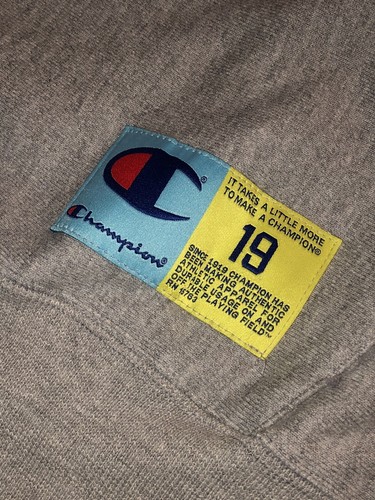 Champion®
IT TAKES A LITTLE MORE
TO MAKE A CHAMPION®
19
SINCE 1919 CHAMPION HAS
BEEN MAKING AUTHENTIC
ATHLETIC APPAREL FOR
DURABLE USAGE ON AND
OFF THE PLAYING FIELD™
RN 15763